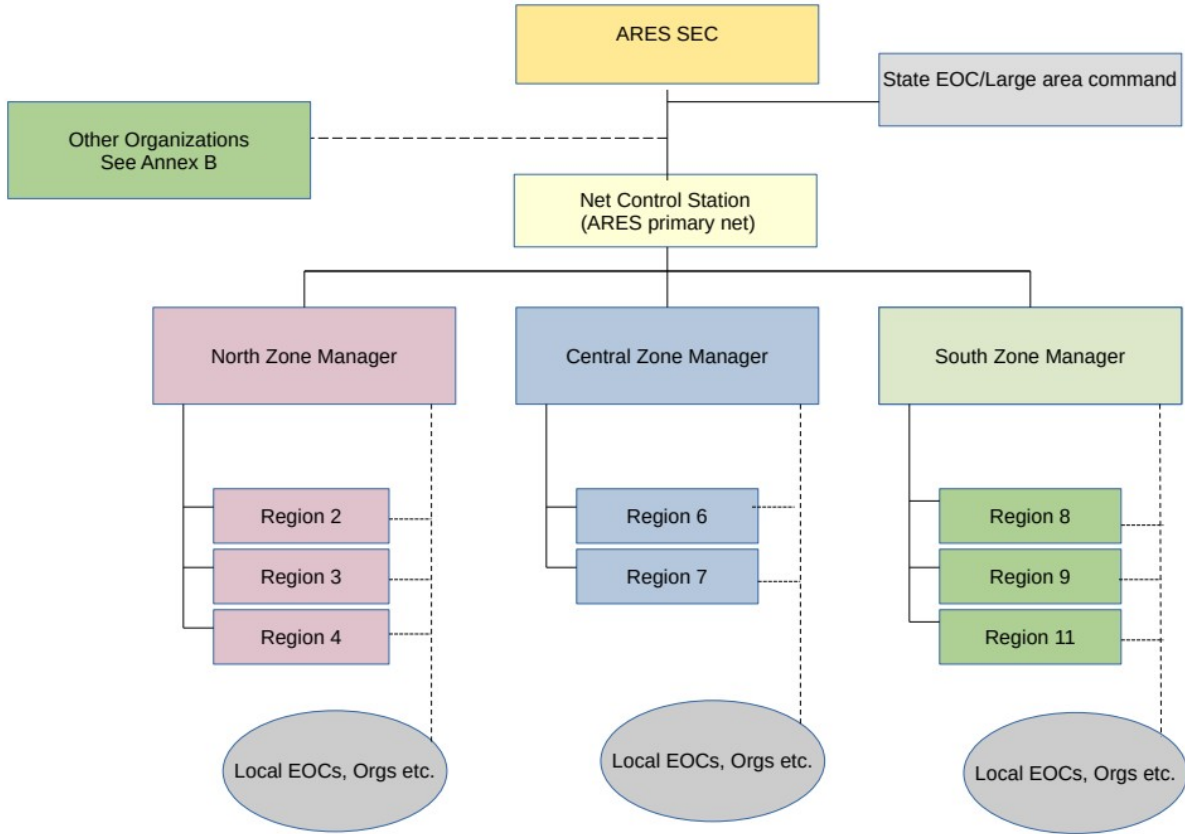 ARES SEC
State EOC/Large area command
Other Organizations
See Annex B
Net Control Station
(ARES primary net)
North Zone Manager
Central Zone Manager
South Zone Manager
Region 2
Region 3
Region 4
Region 6
Region 7
Region 8
Region 9
Region 11
Local EOCs, Orgs etc.
Local EOCs, Orgs etc.
Local EOCs, Orgs etc.